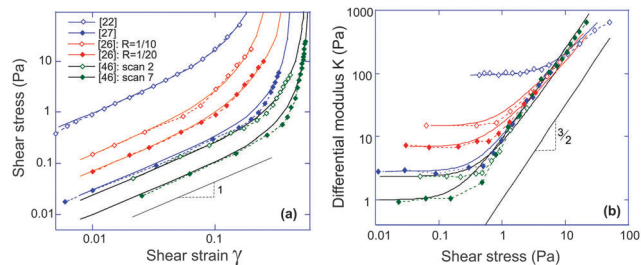 [22]
[27]
[26]: R=1/10
[26]: R=1/20
[46]: scan 2
[46]: scan 7
Shear stress (Pa)
10
1
0.1
0.01
1
(a)
0.01
0.1
Shear strain γ
Differential modulus K (Pa)
1000
100
10
1
3/2
(b)
0.01
0.10
1
10
100
Shear stress (Pa)